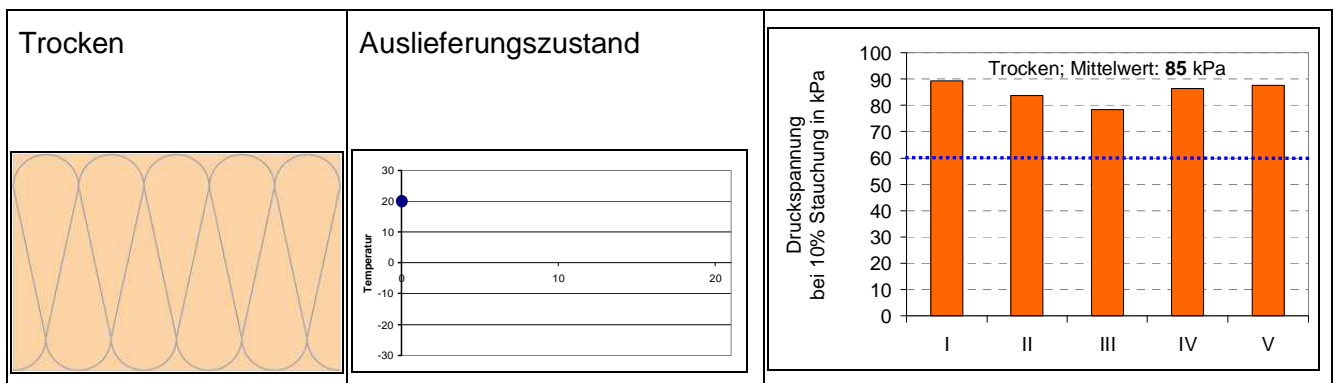 Trocken
Auslieferungszustand
30
20
10
0
-10
-20
-30
0
10
20
Temperatur
100
90
80
70
60
50
40
30
20
10
0
Trocken; Mittelwert: 85 kPa
Druckspannung
bei 10% Stauchung in kPa
I
II
III
IV
V